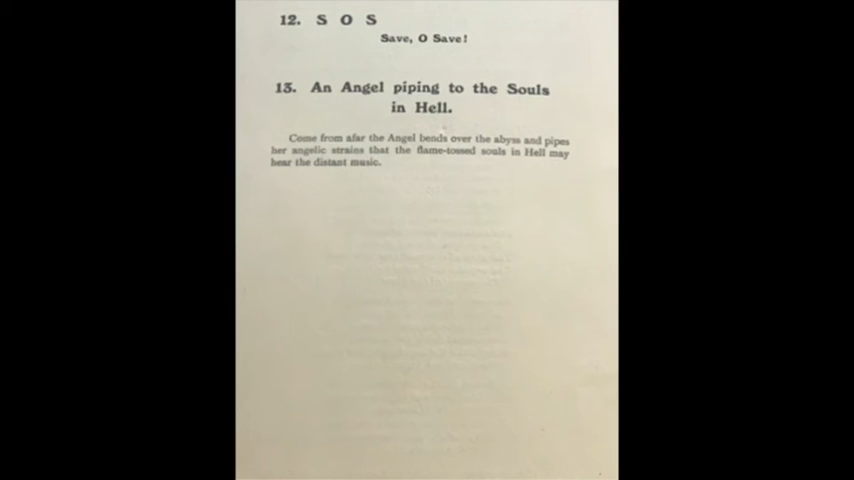 12. S O S
Save, O Save!
13. An Angel piping to the Souls
in Hell.
Come from afar the Angel bends over the abyss and pipes
her angelic strains that the flame-tossed souls in Hell may
hear the distant music.